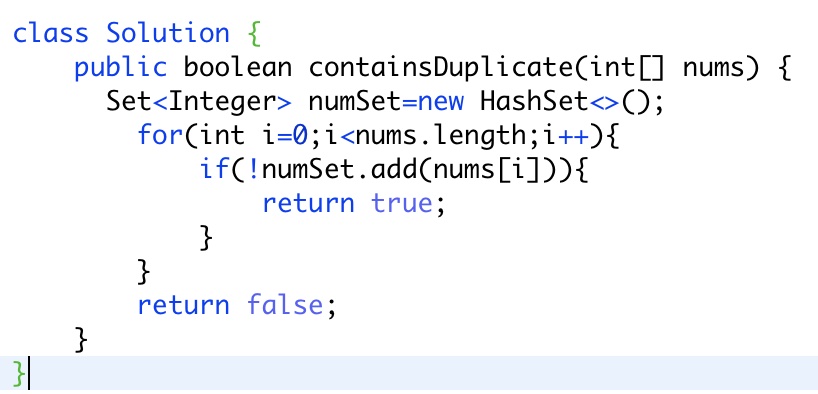 class Solution {
    public boolean containsDuplicate(int[] nums) {
      Set<Integer> numSet=new HashSet<>();
        for(int i=0;i<nums.length;i++){
            if(!numSet.add(nums[i])){
                return true;
            }
        }
        return false;
    }
}